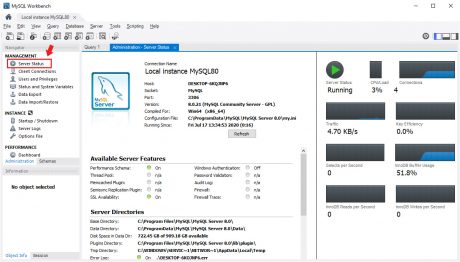 MySQL Workbench
Local instance MySQL80
File Edit View Query Database Server Tools Scripting Help
Navigator
MANAGEMENT
Server Status
Client Connections
Users and Privileges
Status and System Variables
Data Export
Data Import/Restore
INSTANCE
Startup / Shutdown
Server Logs
Options File
PERFORMANCE
Dashboard
Administration Schemas
Information
No object selected
Object Info Session
Query 1 Administration - Server Status
Connection Name
Local instance MySQL80
MySQL
Server
Host: DESKTOP-6KQJMP6
Socket: MySQL
Port: 3306
Version: 8.0.21 (MySQL Community Server - GPL)
Compiled For: Win64 (x86_64)
Configuration File: C:\ProgramData\MySQL\MySQL Server 8.0\my.ini
Running Since: Fri Jul 17 13:34:53 2020
Refresh
Available Server Features
Performance Schema: On Windows Authentication: Off
Thread Pool: n/a Password Validation: n/a
Memcached Plugin: n/a Audit Log: n/a
Semisync Replication Plugin: n/a Firewall: n/a
SSL Availability: On Firewall Trace: n/a
Server Directories
Base Directory: C:\Program Files\MySQL\MySQL Server 8.0\
Data Directory: C:\ProgramData\MySQL\MySQL Server 8.0\Data\
Disk Space in Data Dir: 722.45 GB of 909.18 GB available
Plugins Directory: C:\Program Files\MySQL\MySQL Server 8.0\lib\plugin\
Tmp Directory: C:\WINDOWS\SERVIC~1\NETWOR~1\AppData\Local\Temp
Error Log: On .\DESKTOP-6KQJMP6.err
Server Status
Running
CPU/Load
3%
Connections
4
Traffic
4.70 KB/s
Key Efficiency
0.0%
Selects per Second
0
InnoDB Buffer Usage
51.8%
InnoDB Reads per Second
0
InnoDB Writes per Second
0